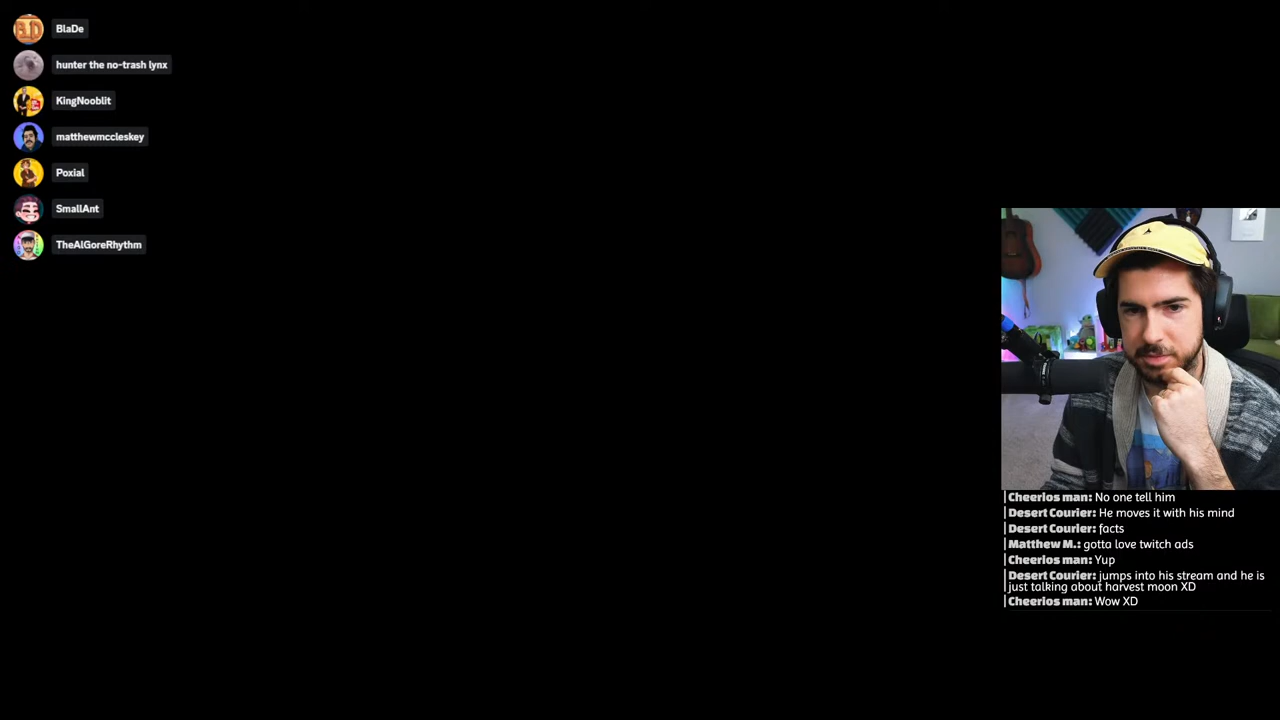 BlaDe
hunter the no-trash lynx
KingNooblit
matthewmccleskey
Poxial
SmallAnt
TheAlGoreRhythm
Cheerios man: No one tell him
Desert Courier: He moves it with his mind
Desert Courier: facts
Matthew M.: gotta love twitch ads
Cheerios man: Yup
Desert Courier: jumps into his stream and he is
just talking about harvest moon XD
Cheerios man: Wow XD